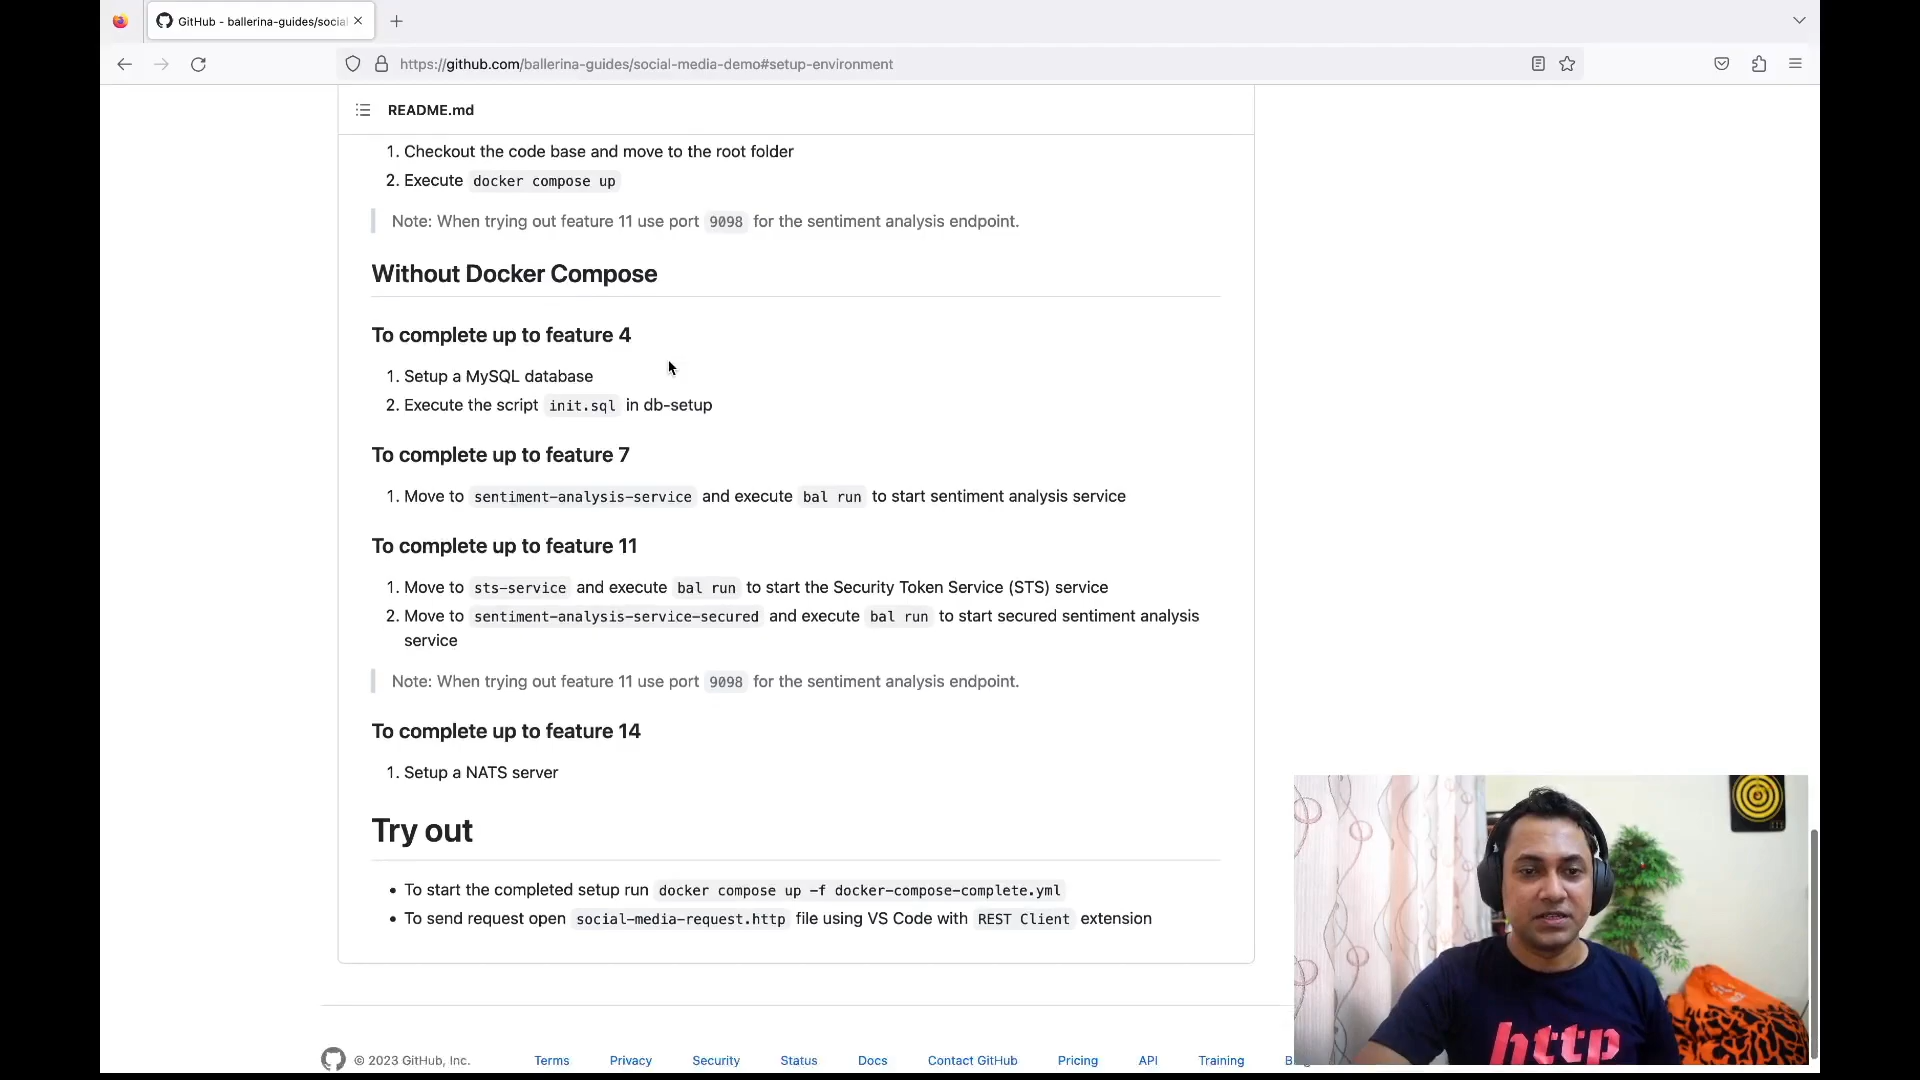 GitHub - ballerina-guides/social
https://github.com/ballerina-guides/social-media-demo#setup-environment
README.md
1. Checkout the code base and move to the root folder
2. Execute docker compose up
Note: When trying out feature 11 use port 9098 for the sentiment analysis endpoint.
Without Docker Compose
To complete up to feature 4
1. Setup a MySQL database
2. Execute the script init.sql in db-setup
To complete up to feature 7
1. Move to sentiment-analysis-service and execute bal run to start sentiment analysis service
To complete up to feature 11
1. Move to sts-service and execute bal run to start the Security Token Service (STS) service
2. Move to sentiment-analysis-service-secured and execute bal run to start secured sentiment analysis
service
Note: When trying out feature 11 use port 9098 for the sentiment analysis endpoint.
To complete up to feature 14
1. Setup a NATS server
Try out
• To start the completed setup run docker compose up -f docker-compose-complete.yml
• To send request open social-media-request.http file using VS Code with REST Client extension
© 2023 GitHub, Inc. Terms Privacy Security Status Docs Contact GitHub Pricing API Training
http